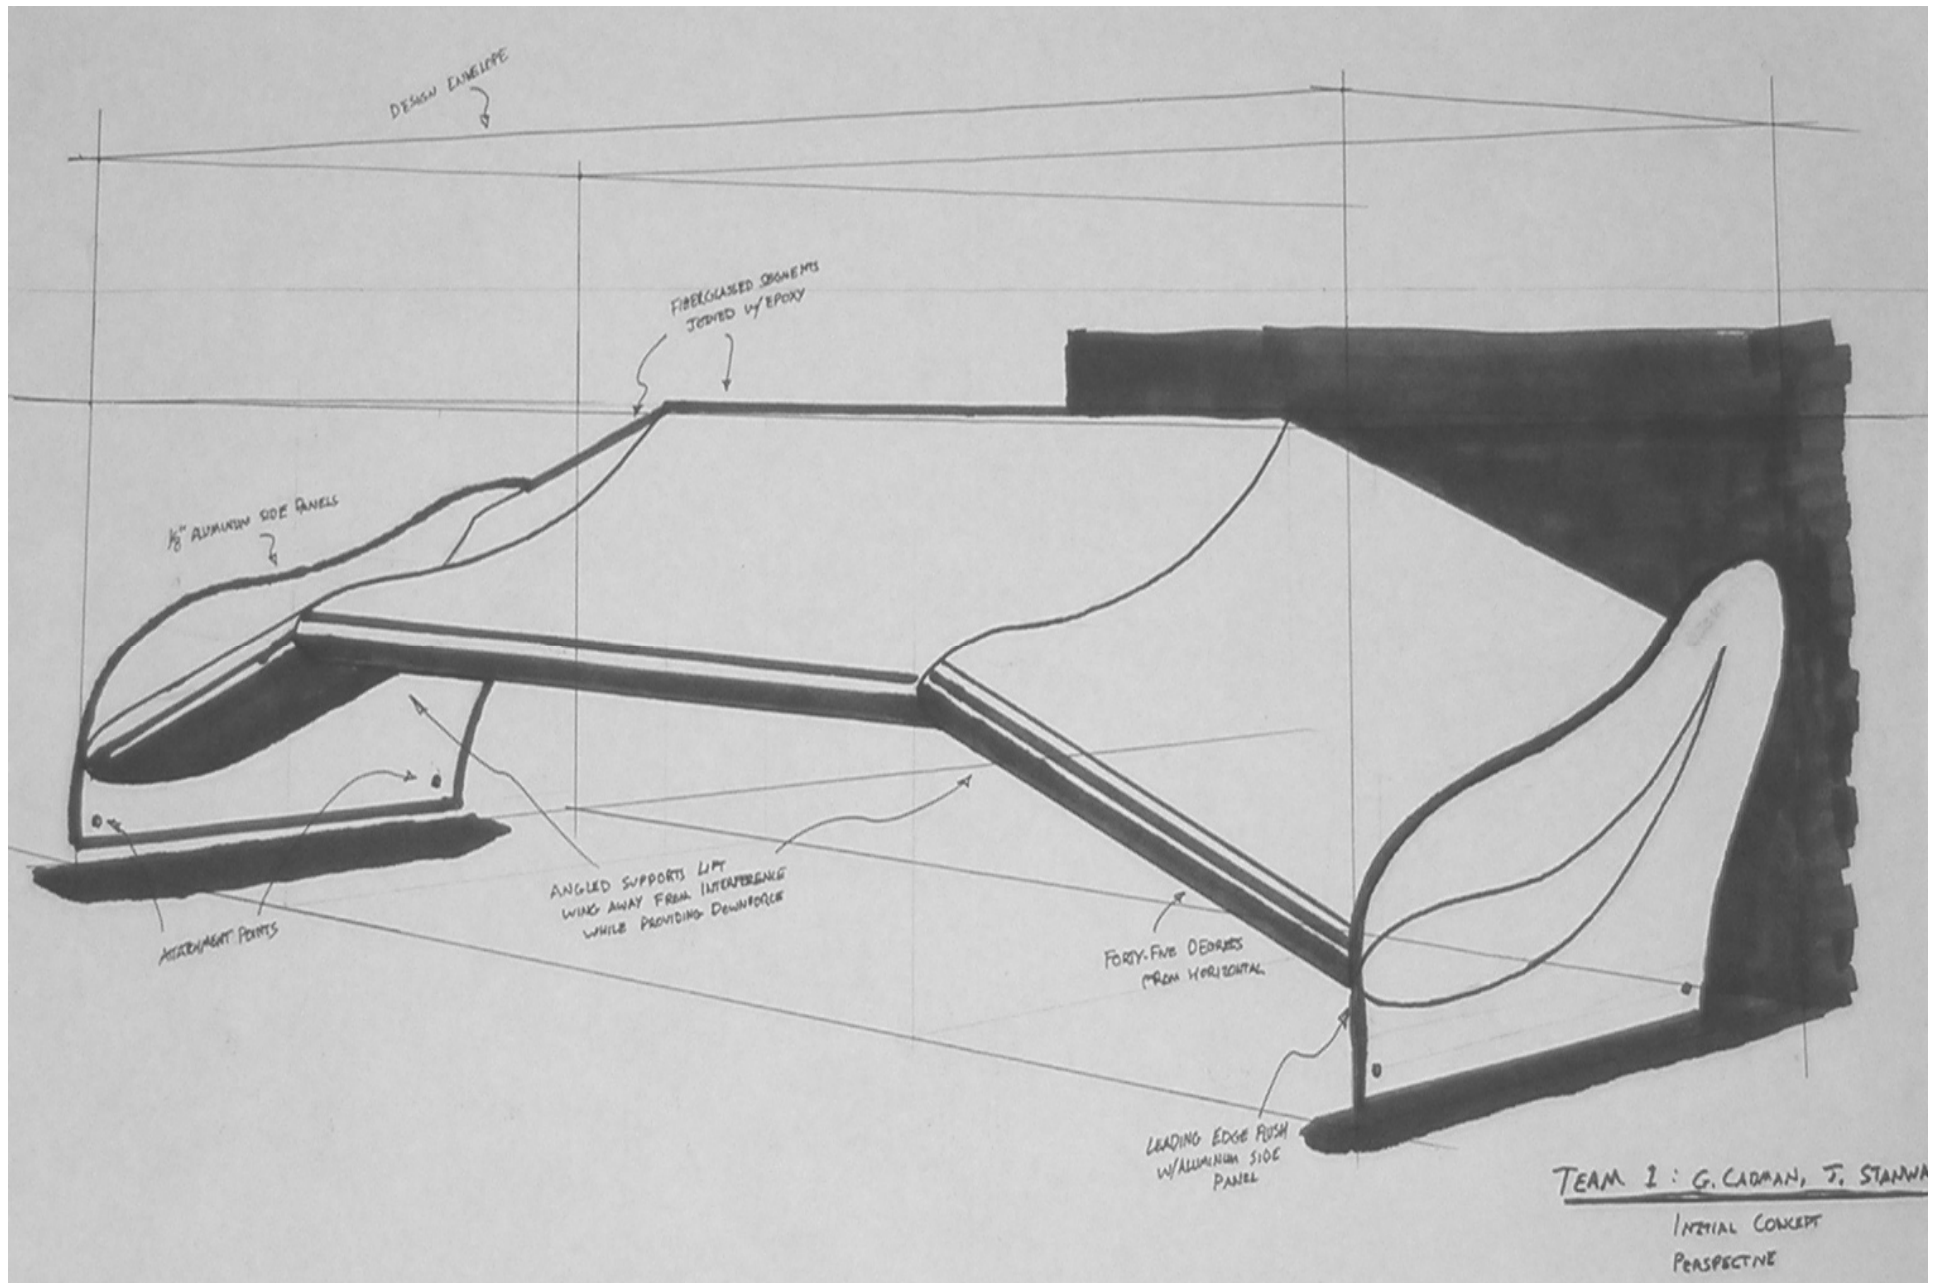 DESIGN ENVELOPE
FIBERGLASSED SEGMENTS
JOINED W/ EPOXY
1/8" ALUMINUM SIDE PANELS
ATTACHMENT POINTS
ANGLED SUPPORTS LIFT
WING AWAY FROM INTERFERENCE
WHILE PROVIDING DOWNFORCE
FORTY-FIVE DEGREES
FROM HORIZONTAL
LEADING EDGE FLUSH
W/ALUMINUM SIDE
PANEL
TEAM 1: G. CADMAN, J. STANWA
INITIAL CONCEPT
PERSPECTIVE